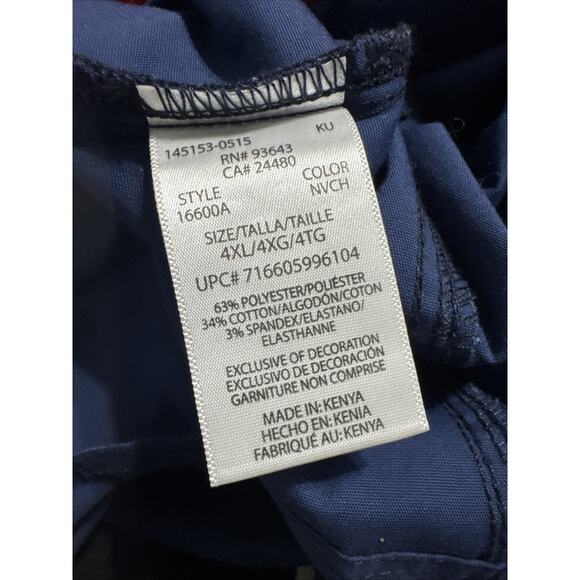 145153-0515 KU
RN# 93643
CA# 24480
STYLE COLOR
16600A NVCH
SIZE/TALLA/TAILLE
4XL/4XG/4TG
UPC# 716605996104
63% POLYESTER/POLIÉSTER
34% COTTON/ALGODÓN/COTON
3% SPANDEX/ELASTANO/
ELASTHANNE
EXCLUSIVE OF DECORATION
EXCLUSIVO DE DECORACIÓN
GARNITURE NON COMPRISE
MADE IN: KENYA
HECHO EN: KENIA
FABRIQUÉ AU: KENYA